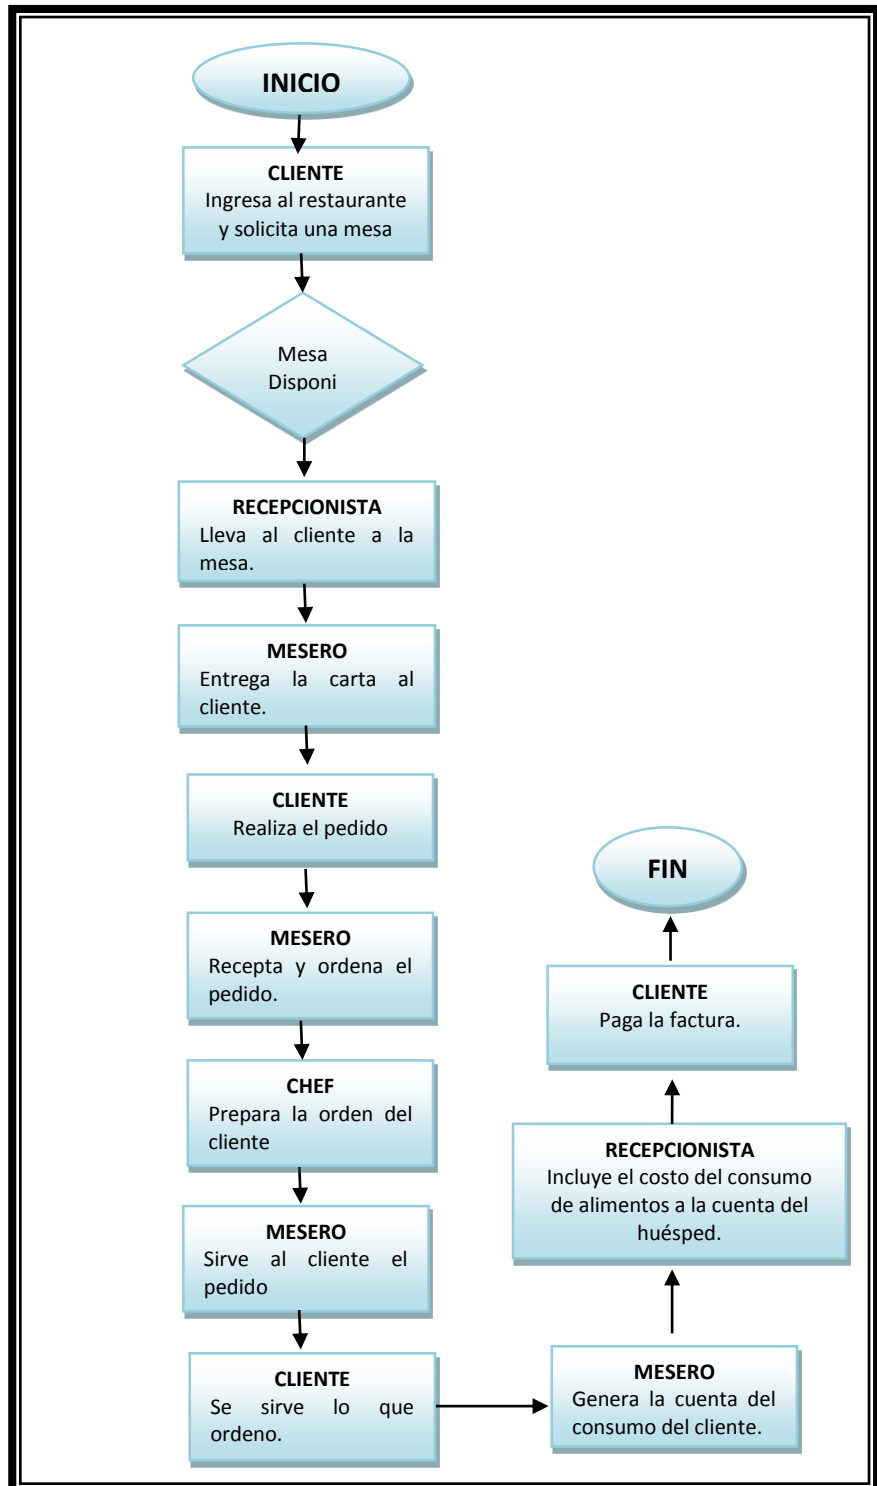 INICIO
CLIENTE
Ingresa al restaurante
y solicita una mesa
Mesa
Disponi
RECEPCIONISTA
Lleva al cliente a la
mesa.
MESERO
Entrega la carta al
cliente.
CLIENTE
Realiza el pedido
MESERO
Recepta y ordena el
pedido.
CHEF
Prepara la orden del
cliente
MESERO
Sirve al cliente el
pedido
CLIENTE
Se sirve lo que
ordeno.
MESERO
Genera la cuenta del
consumo del cliente.
RECEPCIONISTA
Incluye el costo del consumo
de alimentos a la cuenta del
huésped.
CLIENTE
Paga la factura.
FIN